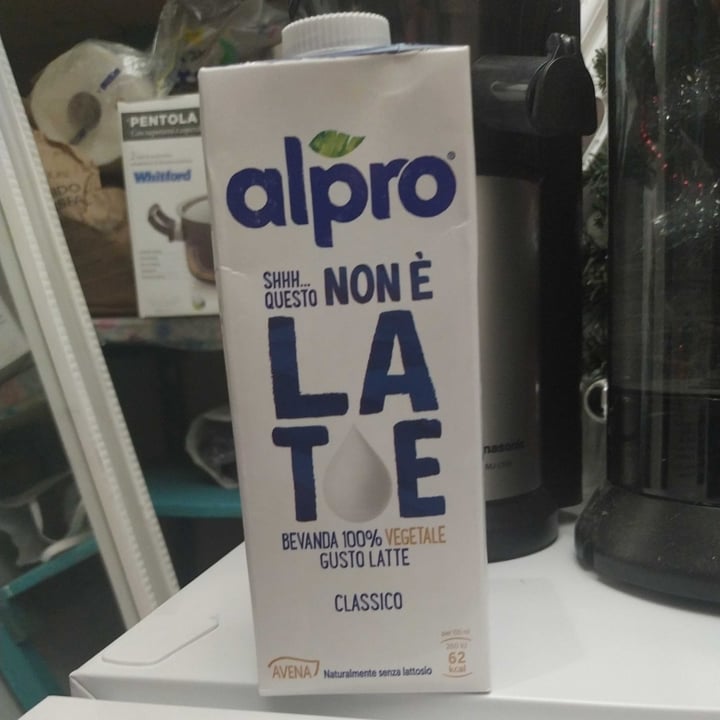 alpro®
SHHH... QUESTO NON È
LA
T E
BEVANDA 100% VEGETALE
GUSTO LATTE
CLASSICO
AVENA
Naturalmente senza lattosio
62
kcal
PENTOLA
Whitford
nasonic